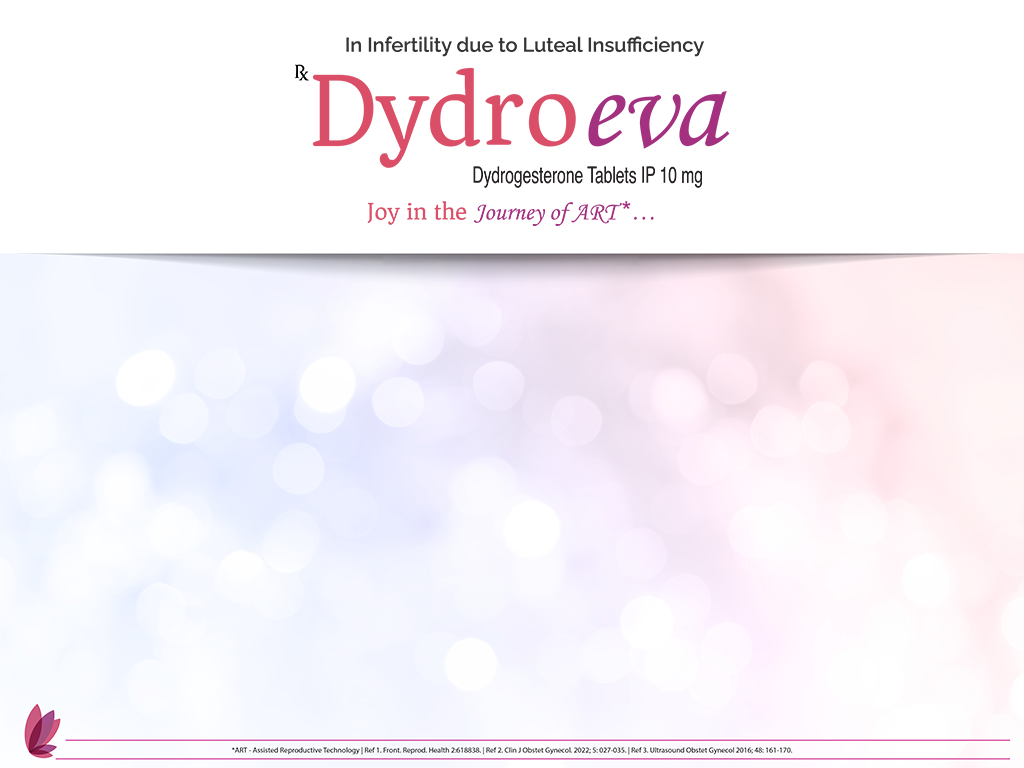 In Infertility due to Luteal Insufficiency
℞ Dydroeva
Dydrogesterone Tablets IP 10 mg
Joy in the Journey of ART*...
*ART - Assisted Reproductive Technology | Ref 1. Front. Reprod. Health 2:618838. | Ref 2. Clin J Obstet Gynecol. 2022; 5: 027-035. | Ref 3. Ultrasound Obstet Gynecol 2016; 48: 161-170.